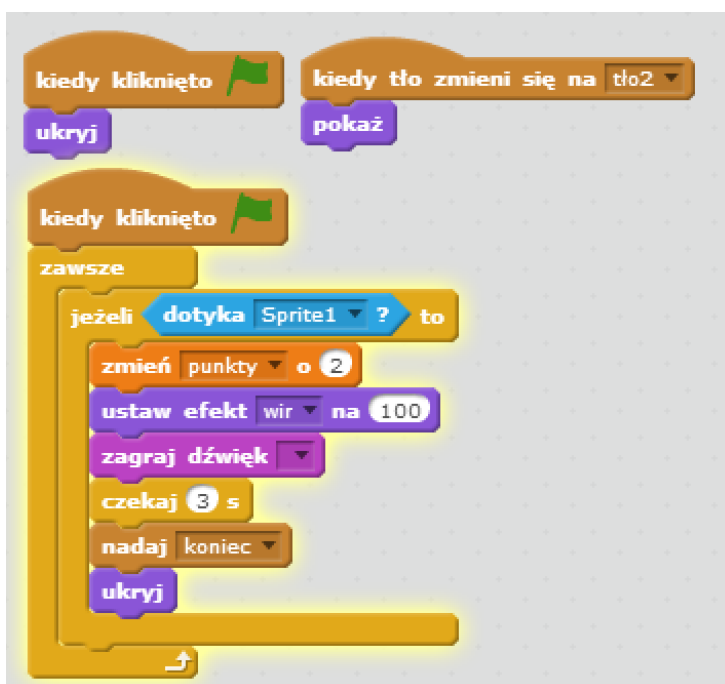 kiedy kliknięto
ukryj
kiedy tło zmieni się na tło2
pokaż
kiedy kliknięto
zawsze
jeżeli dotyka Sprite1 ? to
zmień punkty o 2
ustaw efekt wir na 100
zagraj dźwięk
czekaj 3 s
nadaj koniec
ukryj